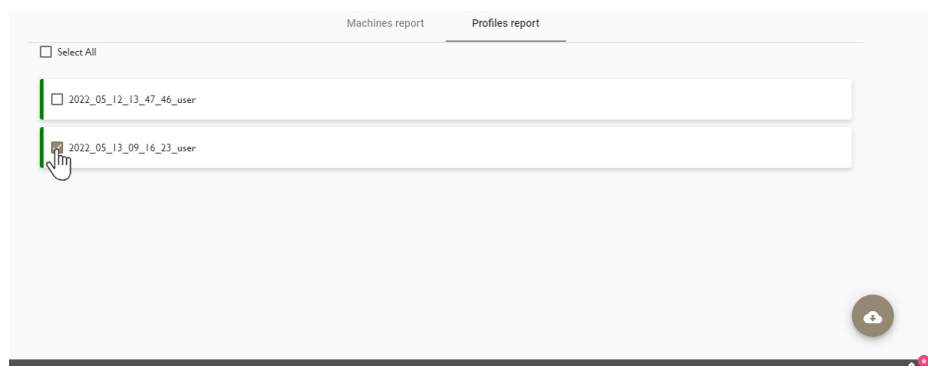 Machines report Profiles report
Select All
2022_05_12_13_47_46_user
2022_05_13_09_16_23_user